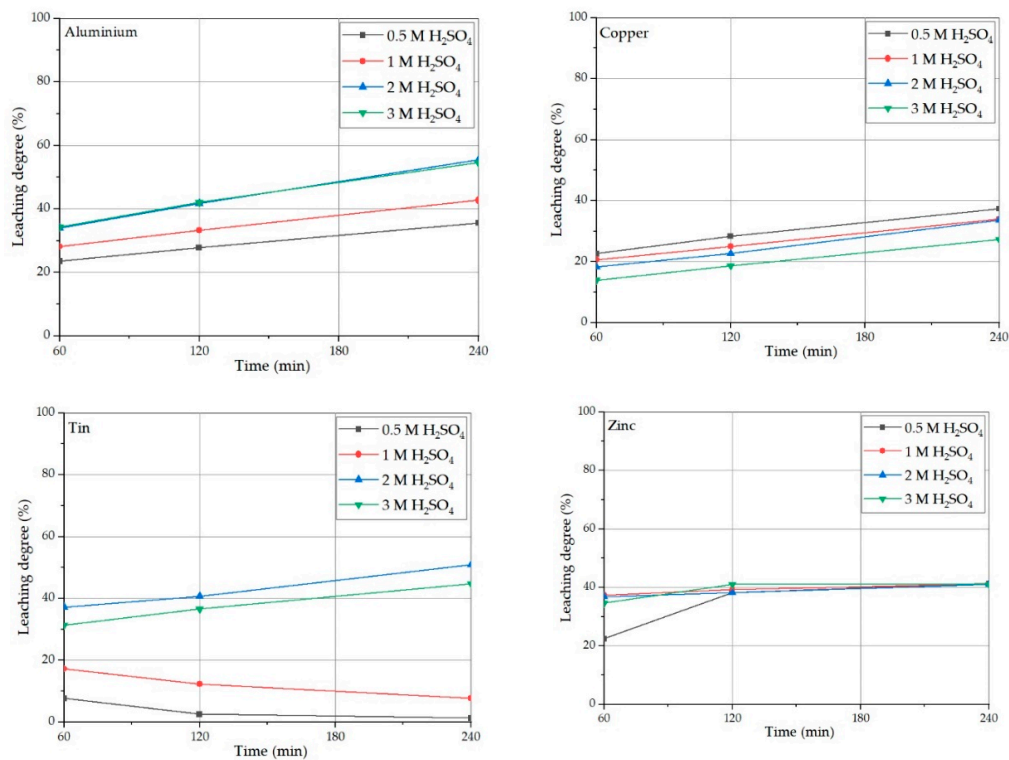 Aluminium
0.5 M H₂SO₄
1 M H₂SO₄
2 M H₂SO₄
3 M H₂SO₄
Leaching degree (%)
100
80
60
40
20
0
60
120
180
240
Time (min)
Copper
0.5 M H₂SO₄
1 M H₂SO₄
2 M H₂SO₄
3 M H₂SO₄
Leaching degree (%)
100
80
60
40
20
0
60
120
180
240
Time (min)
Tin
0.5 M H₂SO₄
1 M H₂SO₄
2 M H₂SO₄
3 M H₂SO₄
Leaching degree (%)
100
80
60
40
20
0
60
120
180
240
Time (min)
Zinc
0.5 M H₂SO₄
1 M H₂SO₄
2 M H₂SO₄
3 M H₂SO₄
Leaching degree (%)
100
80
60
40
20
0
60
120
180
240
Time (min)